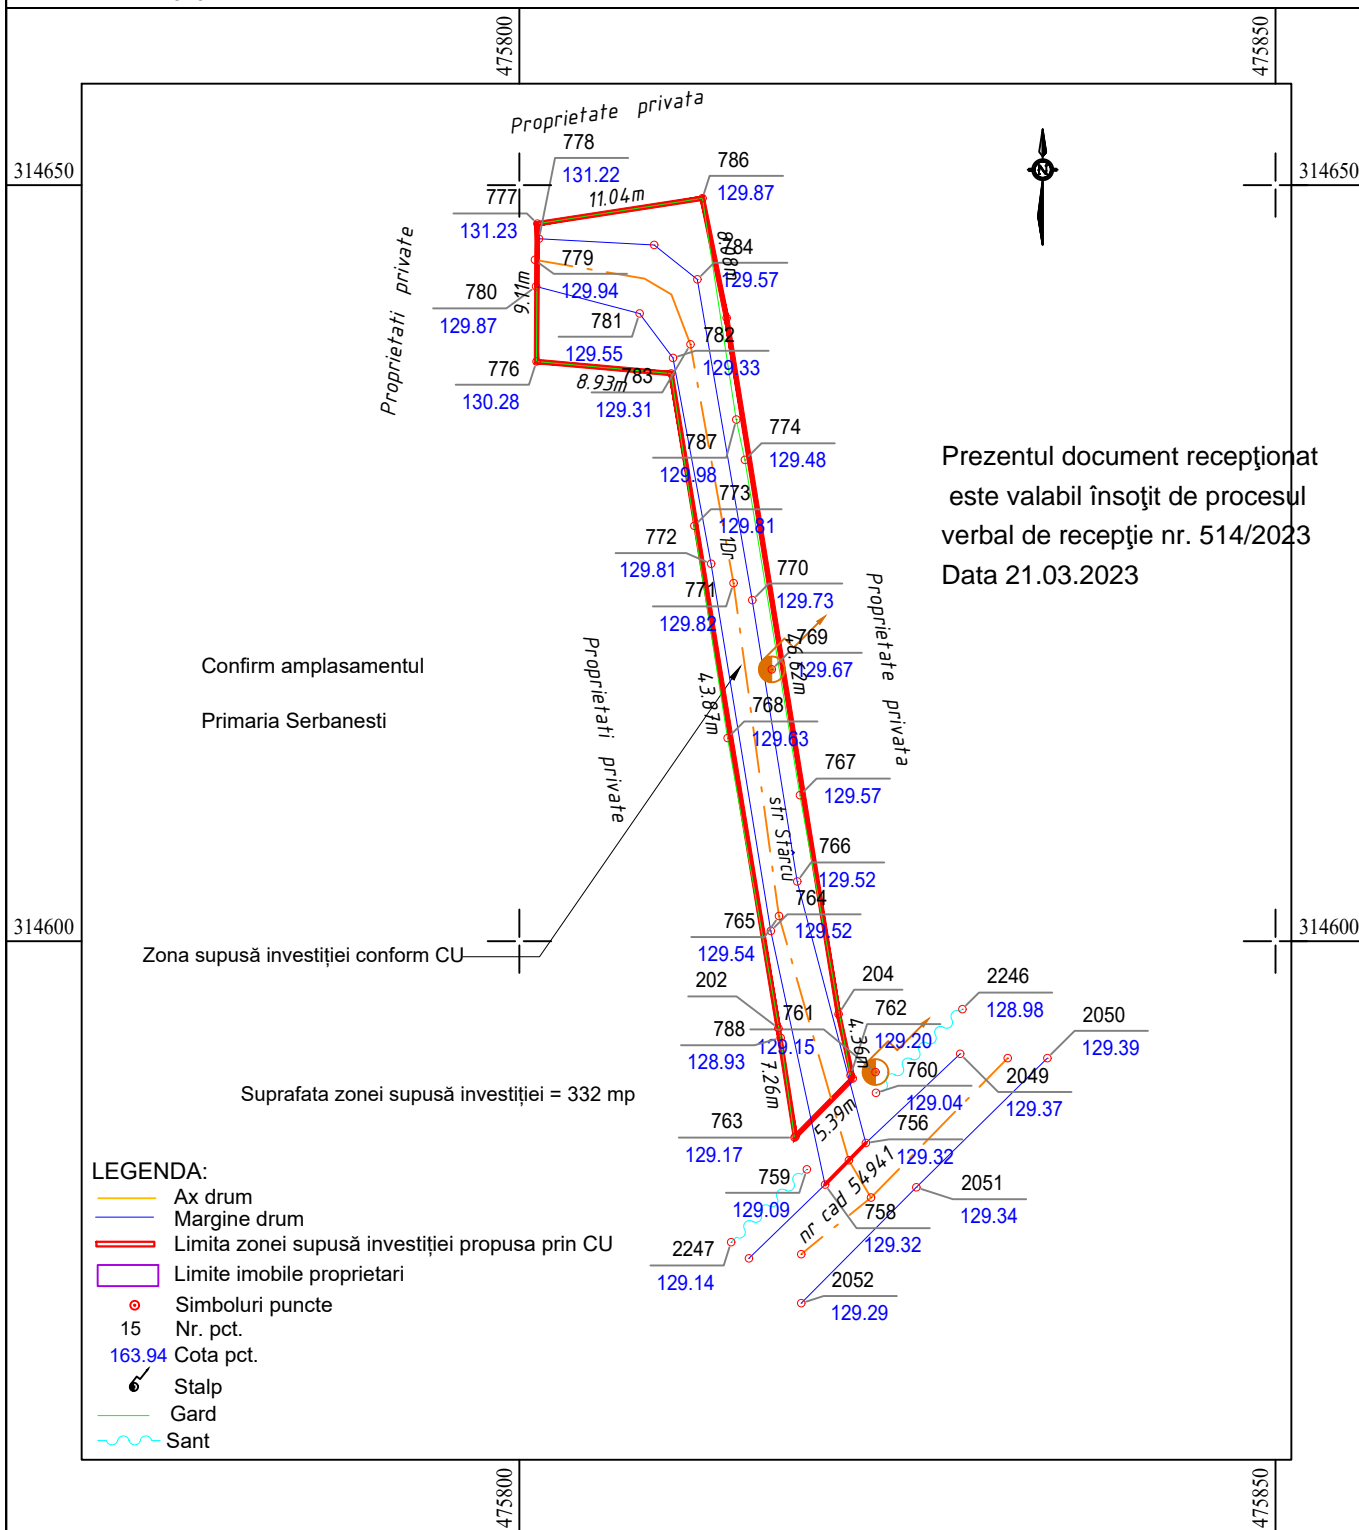 475800
475850
Proprietate privata
778
131.22
786
129.87
314650
314650
11.04m
777
131.23
8.08m
784
129.57
Proprietati private
779
129.94
9.11m
780
129.87
781
129.55
782
129.33
776
130.28
8.93m
783
129.31
787
129.98
774
129.48
Prezentul document recepţionat
este valabil însoţit de procesul
verbal de recepţie nr. 514/2023
Data 21.03.2023
773
129.81
772
129.81
1Dr
771
129.82
770
129.73
Proprietate privata
769
129.67
46.62m
Proprietati private
Confirm amplasamentul
Primaria Serbanesti
43.87m
768
129.63
767
129.57
str Stârcu
766
129.52
764
129.52
765
129.54
314600
314600
Zona supusă investiției conform CU
202
204
2246
128.98
761
129.15
762
129.20
2050
129.39
788
128.93
4.36m
7.26m
760
129.04
2049
129.37
Suprafata zonei supusă investiției = 332 mp
5.39m
763
129.17
756
129.32
759
129.09
nr cad 54941
2051
129.34
758
129.32
2247
129.14
2052
129.29
LEGENDA:
Ax drum
Margine drum
Limita zonei supusă investiției propusa prin CU
Limite imobile proprietari
Simboluri puncte
15 Nr. pct.
163.94 Cota pct.
Stalp
Gard
Sant
475800
475850